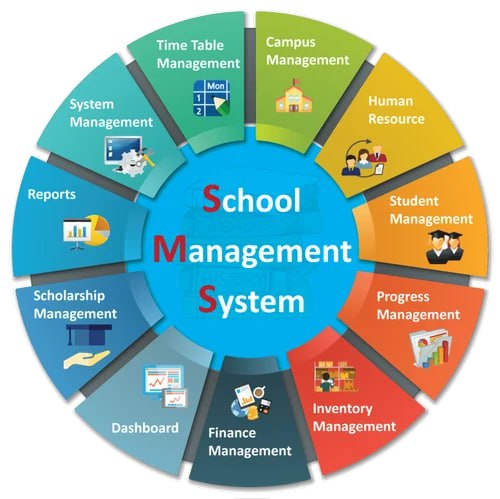 School
Management
System
Time Table
Management
Mon
1
2
Campus
Management
Human
Resource
Student
Management
Progress
Management
Inventory
Management
Finance
Management
Dashboard
Scholarship
Management
Reports
System
Management